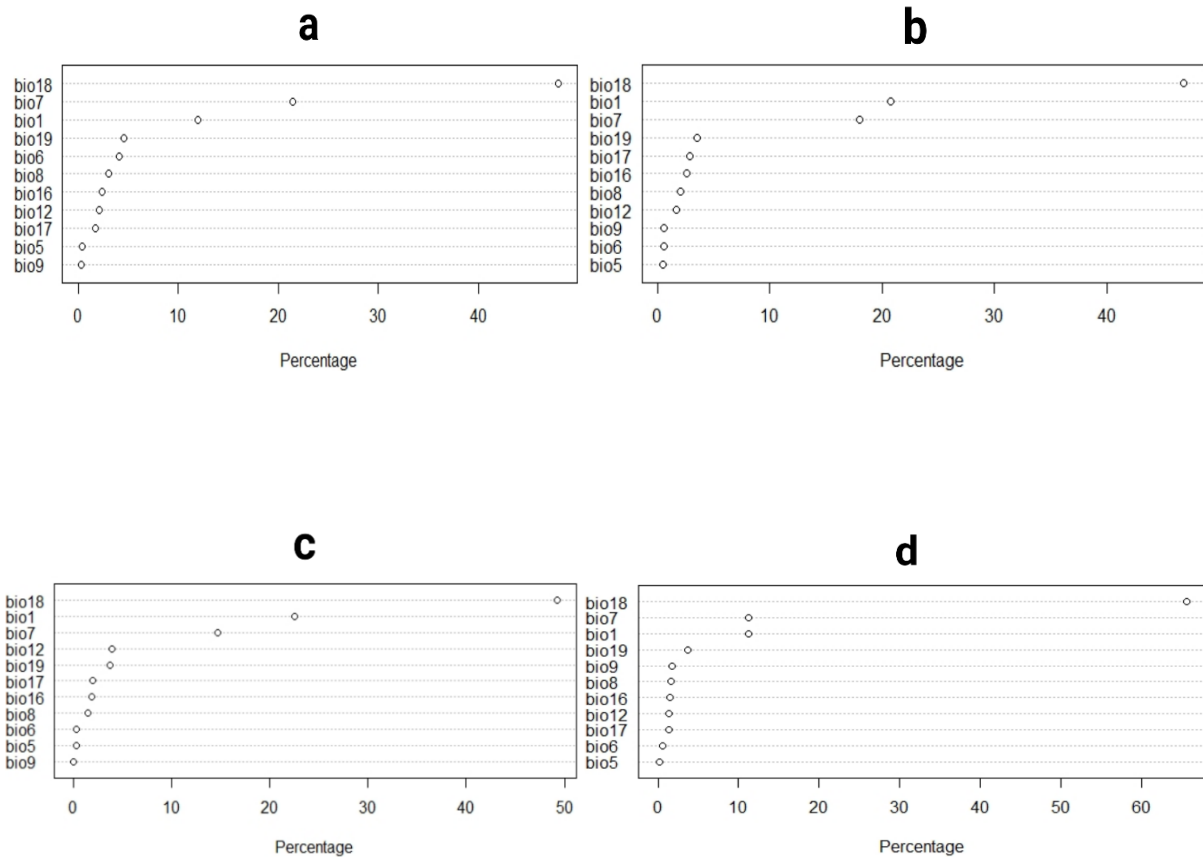 a
bio18
bio7
bio1
bio19
bio6
bio8
bio16
bio12
bio17
bio5
bio9
0 10 20 30 40
Percentage
b
bio18
bio1
bio7
bio19
bio17
bio16
bio8
bio12
bio9
bio6
bio5
0 10 20 30 40
Percentage
c
bio18
bio1
bio7
bio12
bio19
bio17
bio16
bio8
bio6
bio5
bio9
0 10 20 30 40 50
Percentage
d
bio18
bio7
bio1
bio19
bio9
bio8
bio16
bio12
bio17
bio6
bio5
0 10 20 30 40 50 60
Percentage